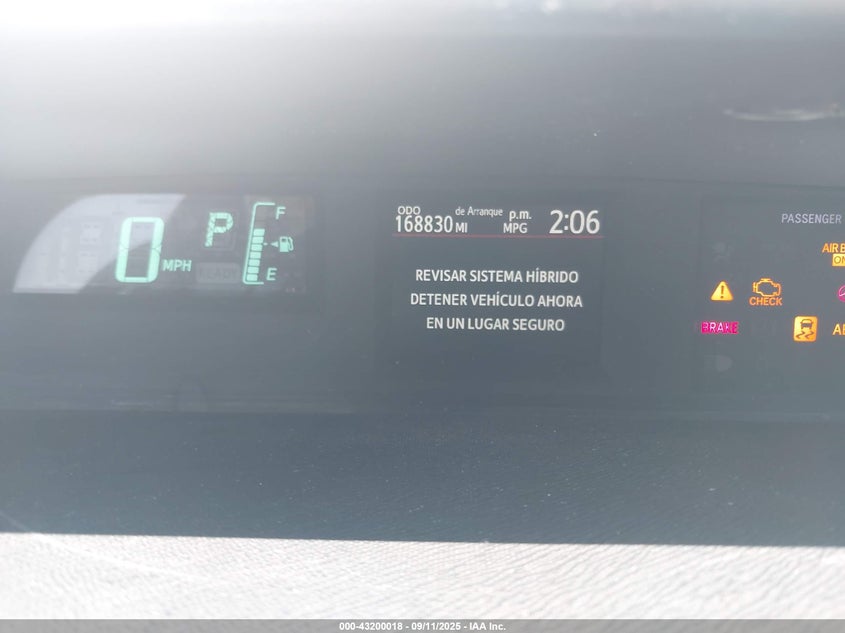 0 MPH
P
READY
F
E
ODO de Arranque p.m.
168830 MI MPG 2:06
REVISAR SISTEMA HÍBRIDO
DETENER VEHÍCULO AHORA
EN UN LUGAR SEGURO
PASSENGER
CHECK
BRAKE
000-43200018 - 09/11/2025 - IAA Inc.